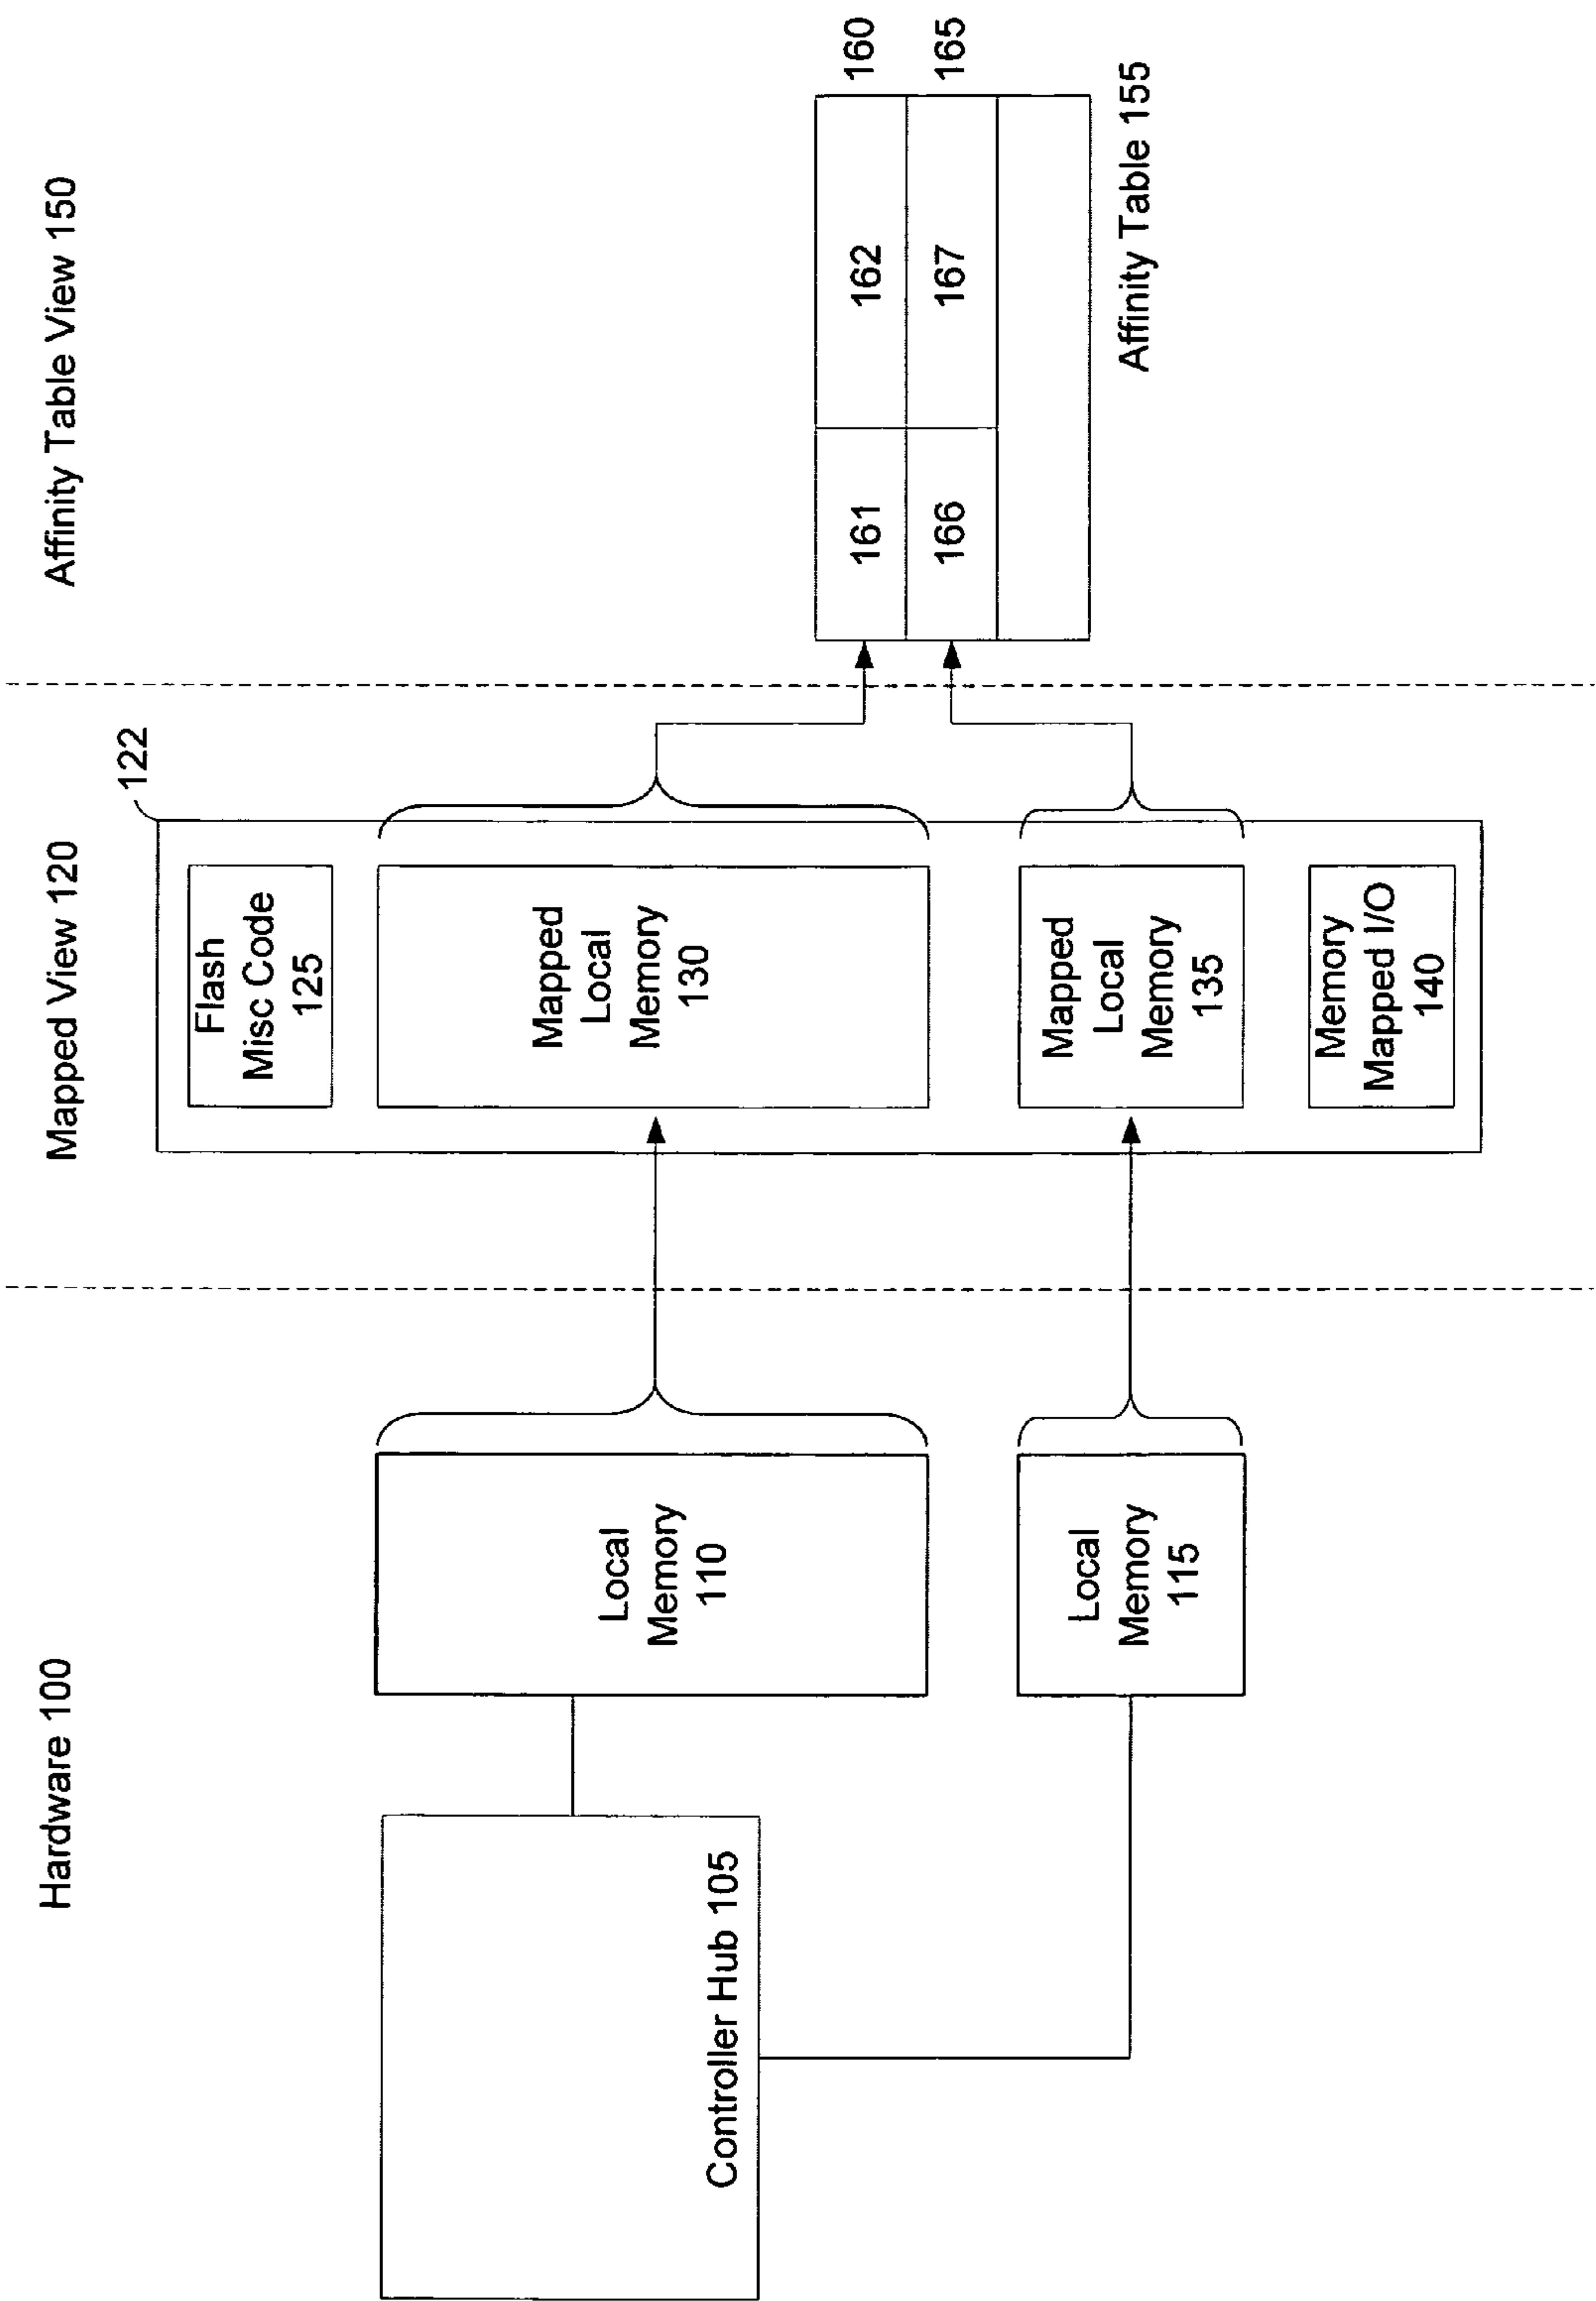 Hardware 100
Mapped View 120
Affinity Table View 150
Controller Hub 105
Local
Memory
110
Local
Memory
115
122
Flash
Misc Code
125
Mapped
Local
Memory
130
Mapped
Local
Memory
135
Memory
Mapped I/O
140
161
162
160
166
167
165
Affinity Table 155